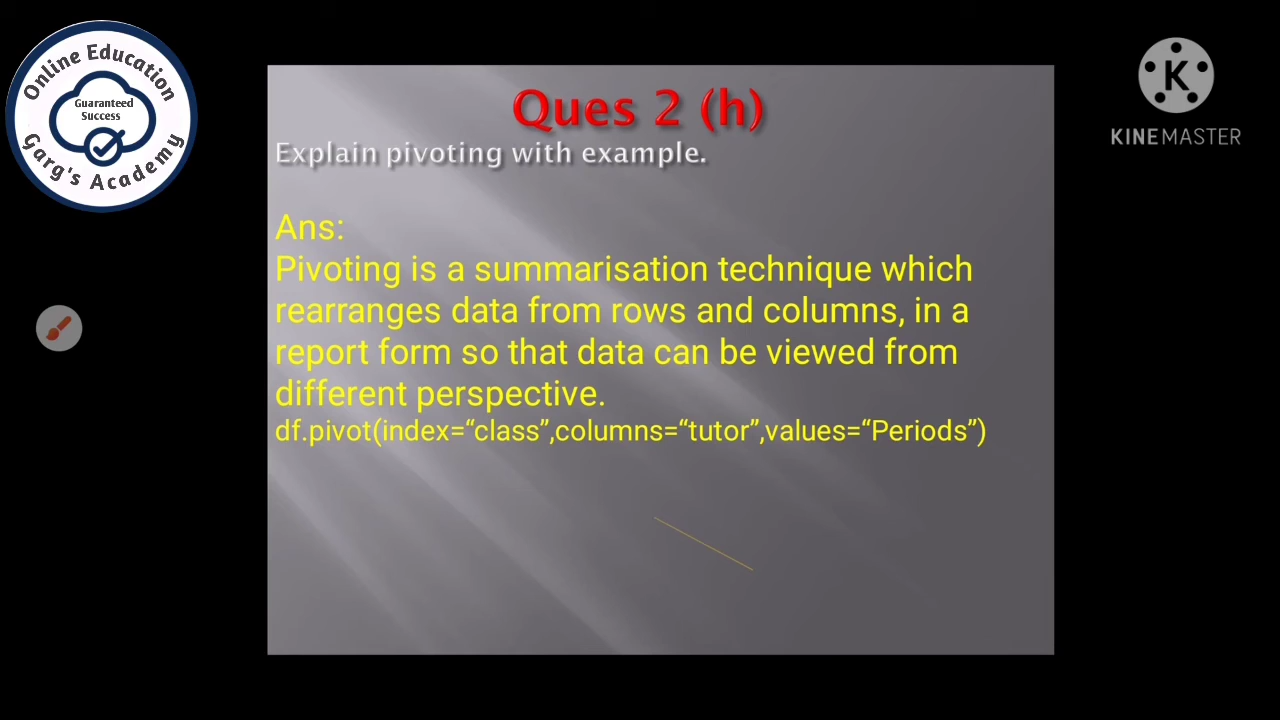 Online Education
Guaranteed
Success
Garg's Academy
K
KINEMASTER
Ques 2 (h)
Explain pivoting with example.
Ans:
Pivoting is a summarisation technique which
rearranges data from rows and columns, in a
report form so that data can be viewed from
different perspective.
df.pivot(index=“class”,columns=“tutor”,values=“Periods”)